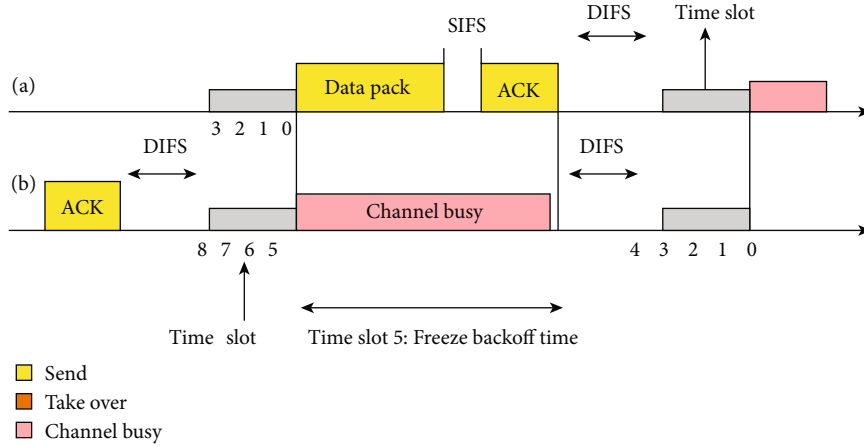 DIFS
Time slot
SIFS
(a)
Data pack
ACK
3 2 1 0
DIFS
DIFS
(b)
ACK
Channel busy
8 7 6 5
4 3 2 1 0
Time slot
Time slot 5: Freeze backoff time
Send
Take over
Channel busy